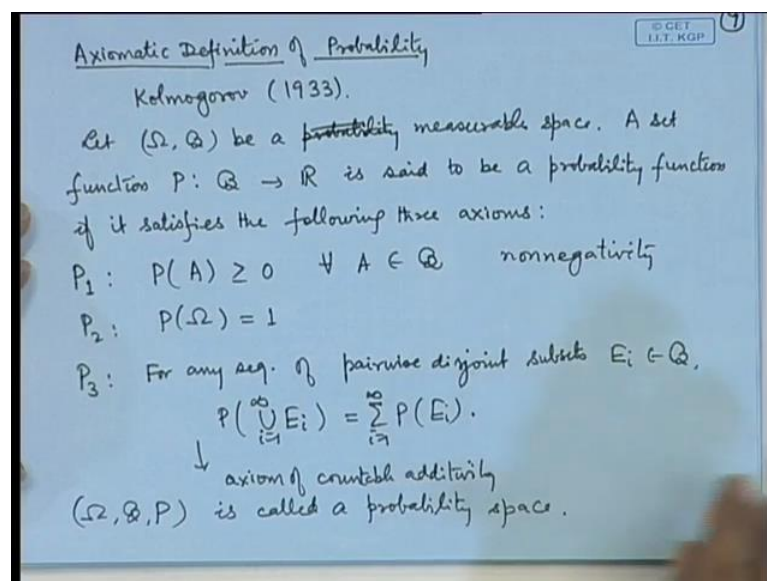 © CET
I.I.T. KGP
9
Axiomatic Definition of Probability
Kolmogorov (1933).
Let (Ω, ℬ) be a probability measurable space. A set
function P: ℬ → ℝ is said to be a probability function
if it satisfies the following three axioms:
P₁: P(A) ≥ 0 ∀ A ∈ ℬ nonnegativity
P₂: P(Ω) = 1
P₃: For any seq. of pairwise disjoint subsets Eᵢ ∈ ℬ,
P(⋃_{i=1}^∞ Eᵢ) = ∑_{i=1}^∞ P(Eᵢ).
↓ axiom of countable additivity
(Ω, ℬ, P) is called a probability space.